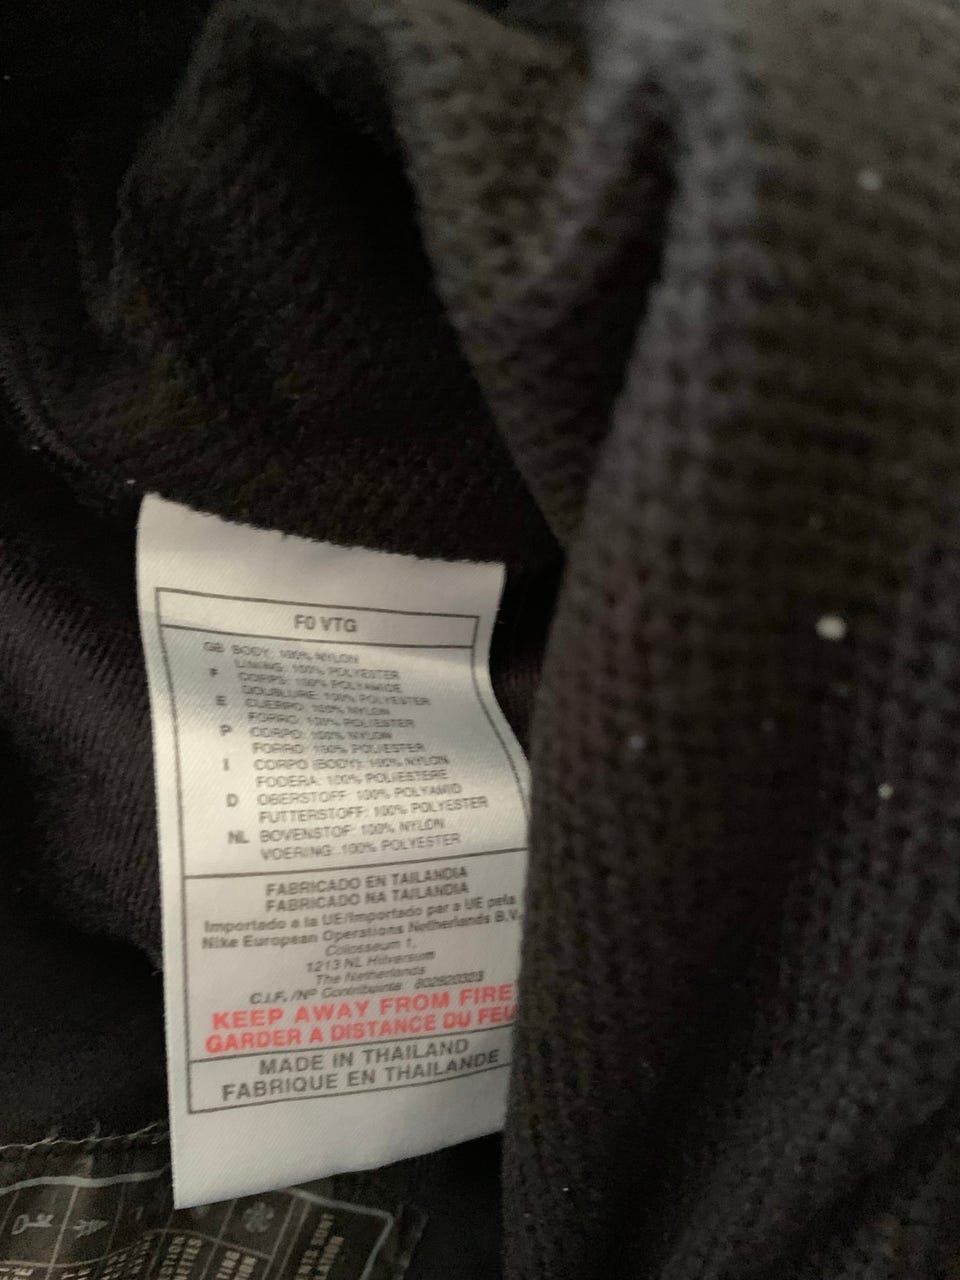 F0 VTG
GB BODY: 100% NYLON
LINING: 100% POLYESTER
F CORPS: 100% POLYAMIDE
DOUBLURE: 100% POLYESTER
E CUERPO: 100% NYLON
FORRO: 100% POLIESTER
P CORPO: 100% NYLON
FORRO: 100% POLIESTER
I CORPO (BODY): 100% NYLON
FODERA: 100% POLIESTERE
D OBERSTOFF: 100% POLYAMID
FUTTERSTOFF: 100% POLYESTER
NL BOVENSTOF: 100% NYLON
VOERING: 100% POLYESTER
FABRICADO EN TAILANDIA
FABRICADO NA TAILANDIA
Importado a la UE/Importado par a UE pela
Nike European Operations Netherlands B.V.
Colosseum 1,
1213 NL Hilversum
The Netherlands
C.I.F./Nº Contribuinte:
KEEP AWAY FROM FIRE
GARDER A DISTANCE DU FEU
MADE IN THAILAND
FABRIQUE EN THAILANDE